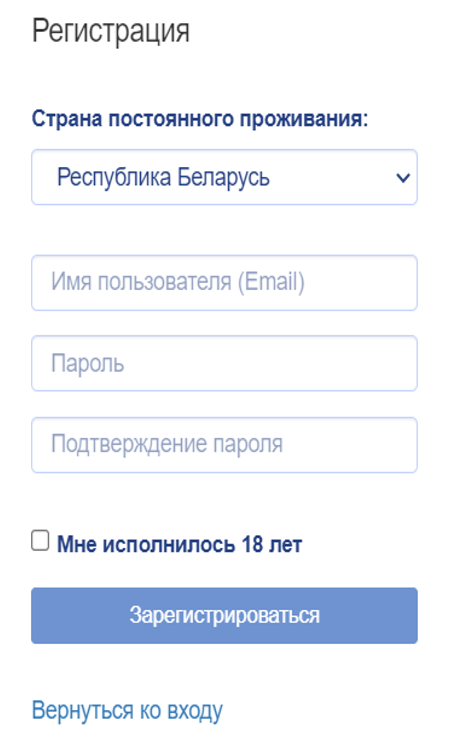 Регистрация
Страна постоянного проживания:
Республика Беларусь
Имя пользователя (Email)
Пароль
Подтверждение пароля
Мне исполнилось 18 лет
Зарегистрироваться
Вернуться ко входу